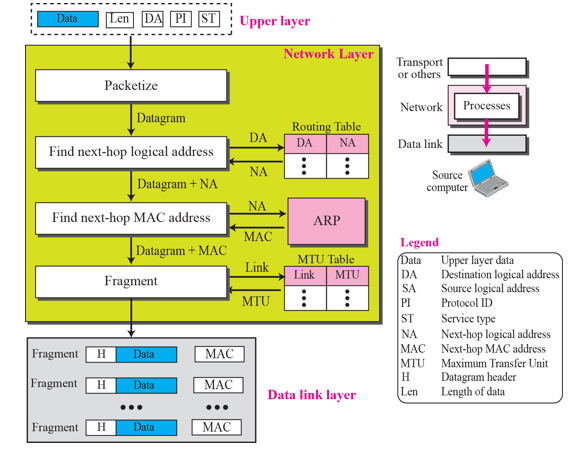 Data Len DA PI ST Upper layer
Network Layer
Packetize
Datagram
DA
Routing Table
DA NA
Find next-hop logical address
NA
Datagram + NA
NA
Find next-hop MAC address
ARP
MAC
Datagram + MAC
Link
MTU Table
Link MTU
Fragment
MTU
Fragment H Data MAC
Fragment H Data MAC
Fragment H Data MAC
Data link layer
Transport
or others
Network
Processes
Data link
Source
computer
Legend
Data Upper layer data
DA Destination logical address
SA Source logical address
PI Protocol ID
ST Service type
NA Next-hop logical address
MAC Next-hop MAC address
MTU Maximum Transfer Unit
H Datagram header
Len Length of data